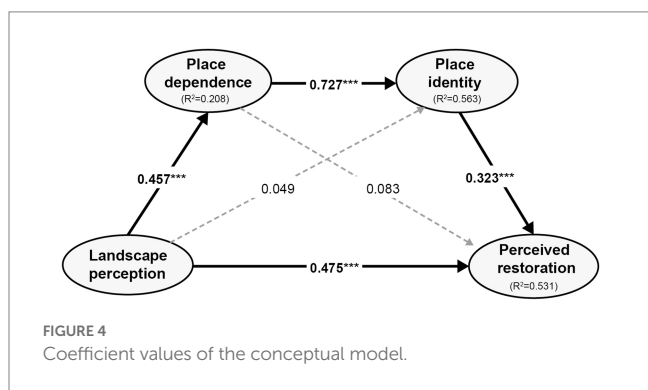 Place
dependence
(R²=0.208)
0.727***
Place
identity
(R²=0.563)
0.457***
0.049
0.083
0.323***
Landscape
perception
0.475***
Perceived
restoration
(R²=0.531)
FIGURE 4
Coefficient values of the conceptual model.